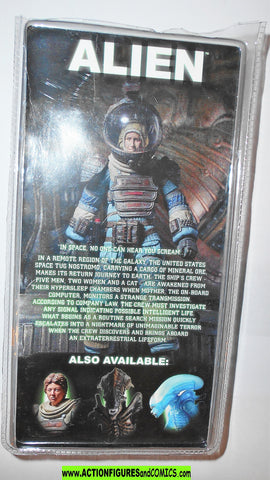 ALIEN™
IN SPACE, NO ONE CAN HEAR YOU SCREAM.
IN A REMOTE REGION OF THE GALAXY, THE UNITED STATES
SPACE TUG NOSTROMO, CARRYING A CARGO OF MINERAL ORE,
MAKES ITS RETURN JOURNEY TO EARTH. THE SHIP'S CREW -
FIVE MEN, TWO WOMEN AND A CAT - ARE AWAKENED FROM
THEIR HYPERSLEEP CHAMBERS WHEN MOTHER, THE ON-BOARD
COMPUTER, MONITORS A STRANGE TRANSMISSION.
ACCORDING TO COMPANY LAW, THE CREW MUST INVESTIGATE
ANY SIGNAL INDICATING POSSIBLE INTELLIGENT LIFE.
WHAT BEGINS AS A ROUTINE SEARCH MISSION QUICKLY
ESCALATES INTO A NIGHTMARE OF UNIMAGINABLE TERROR
WHEN THE CREW DISCOVERS AND BRINGS ABOARD
AN EXTRATERRESTRIAL LIFEFORM.
ALSO AVAILABLE:
WWW.ACTIONFIGURESandCOMICS.COM